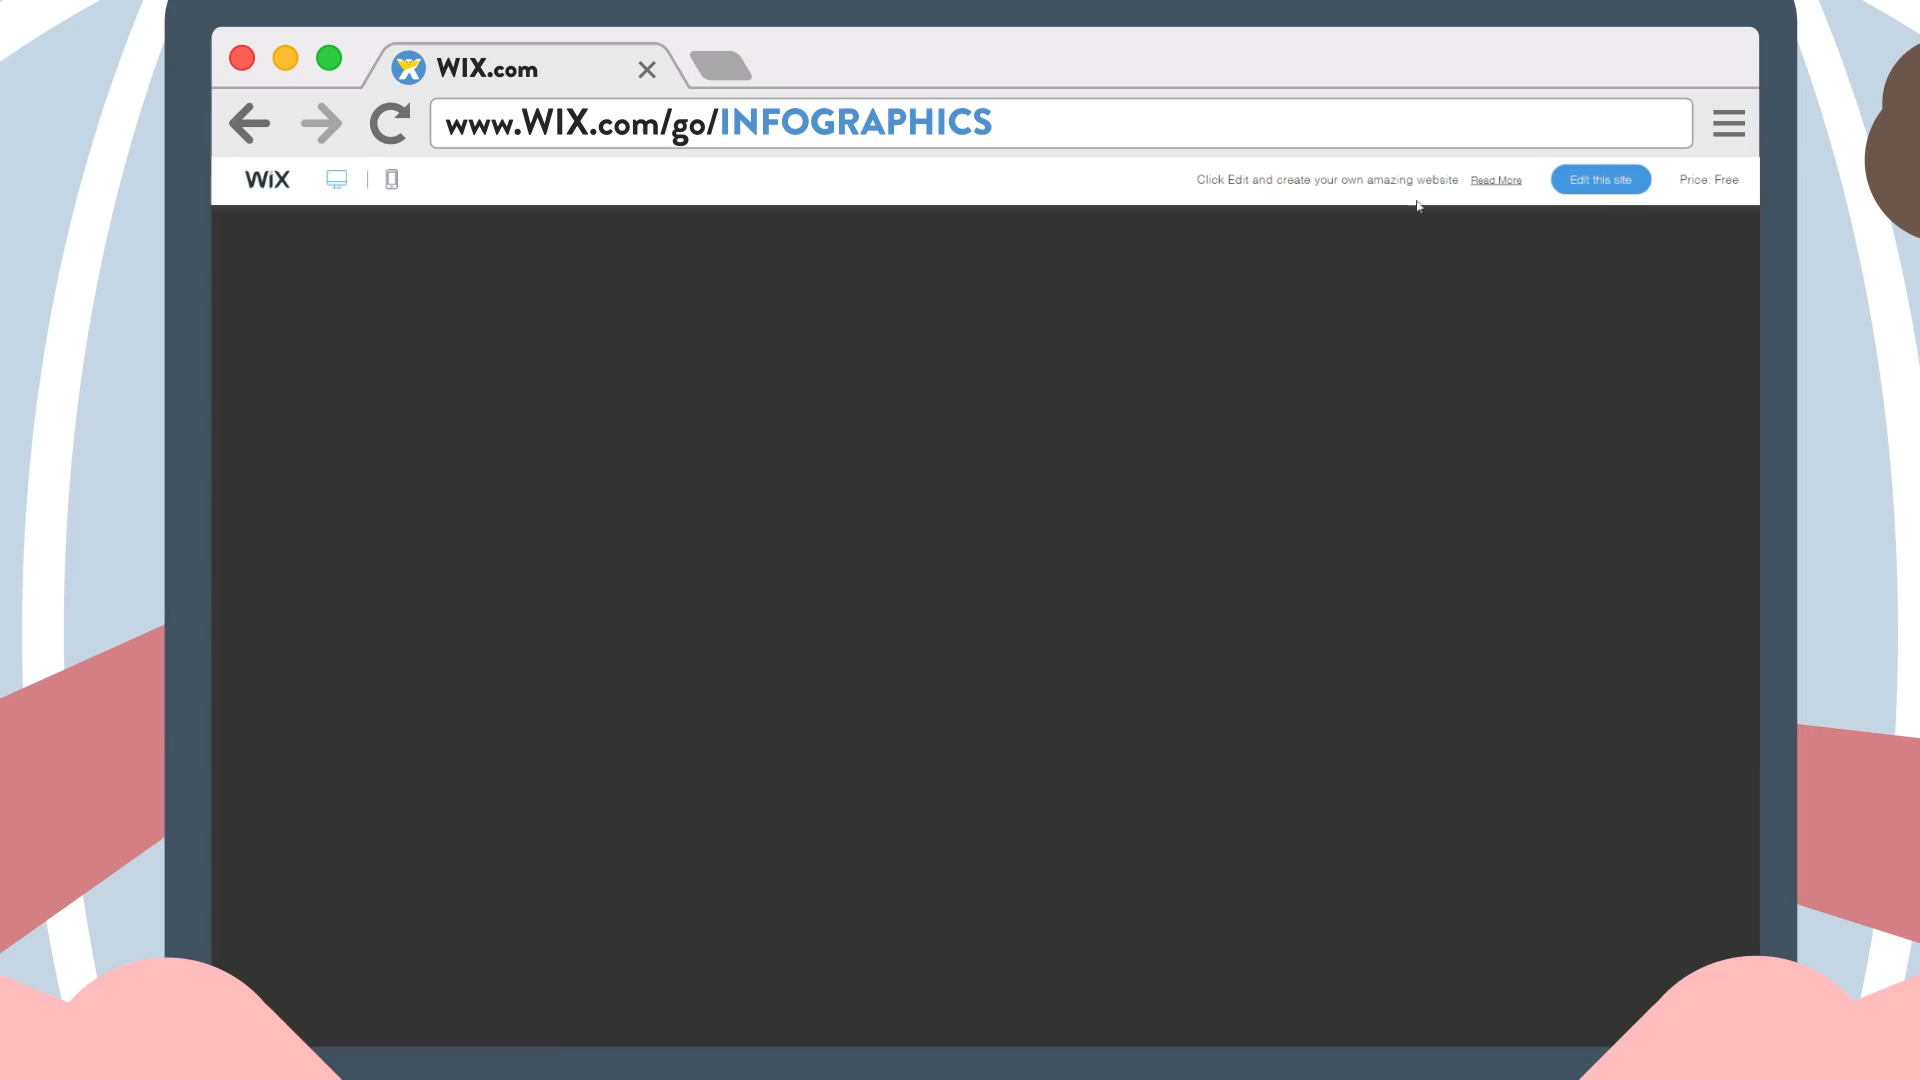 WIX.com
www.WIX.com/go/INFOGRAPHICS
WiX
Click Edit and create your own amazing website Read More Edit this site Price: Free